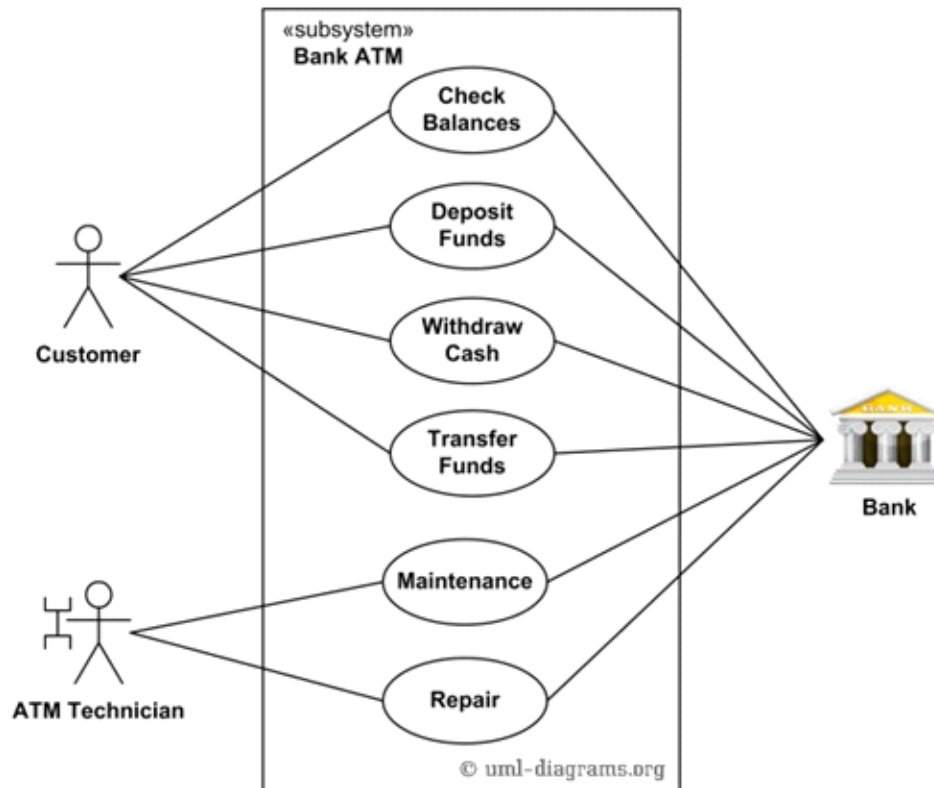 «subsystem»
Bank ATM
Check
Balances
Deposit
Funds
Customer
Withdraw
Cash
BANK
Transfer
Funds
Bank
Maintenance
ATM Technician
Repair
© uml-diagrams.org